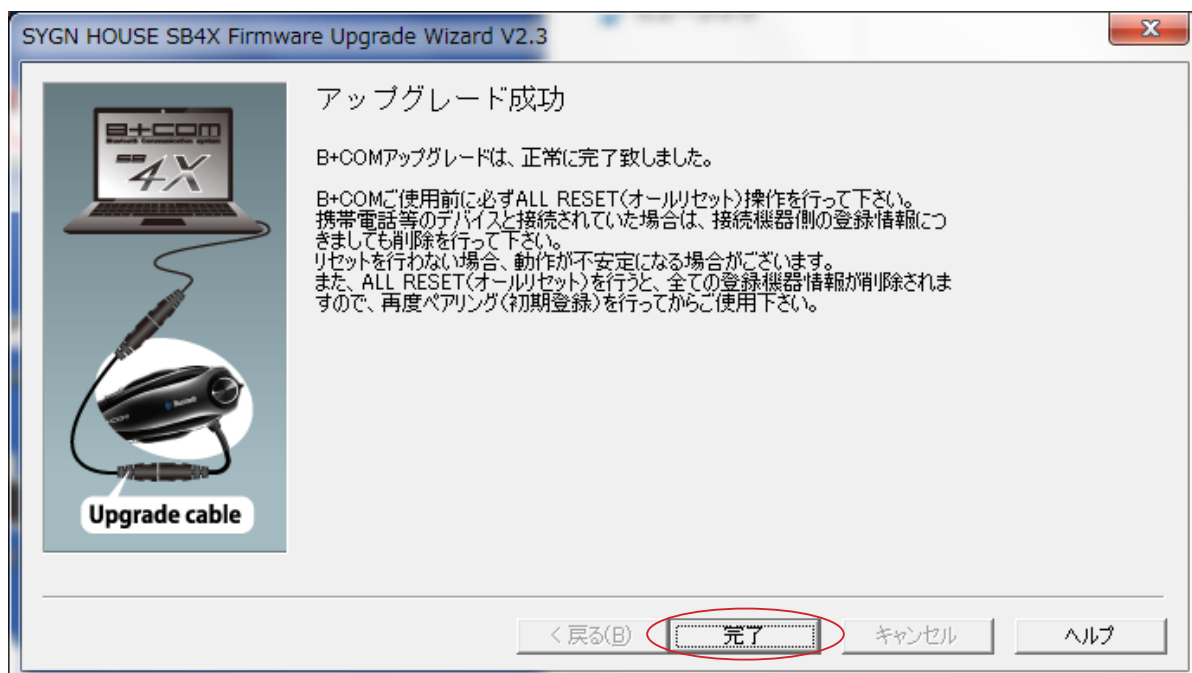 SYGN HOUSE SB4X Firmware Upgrade Wizard V2.3
B+COM
Bluetooth Communication system
SB
4X
Upgrade cable
アップグレード成功
B+COMアップグレードは、正常に完了致しました。
B+COMご使用前に必ずALL RESET(オールリセット)操作を行って下さい。
携帯電話等のデバイスと接続されていた場合は、接続機器側の登録情報につ
きましても削除を行って下さい。
リセットを行わない場合、動作が不安定になる場合がございます。
また、ALL RESET(オールリセット)を行うと、全ての登録機器情報が削除されま
すので、再度ペアリング(初期登録)を行ってからご使用下さい。
< 戻る(B)
完了
キャンセル
ヘルプ